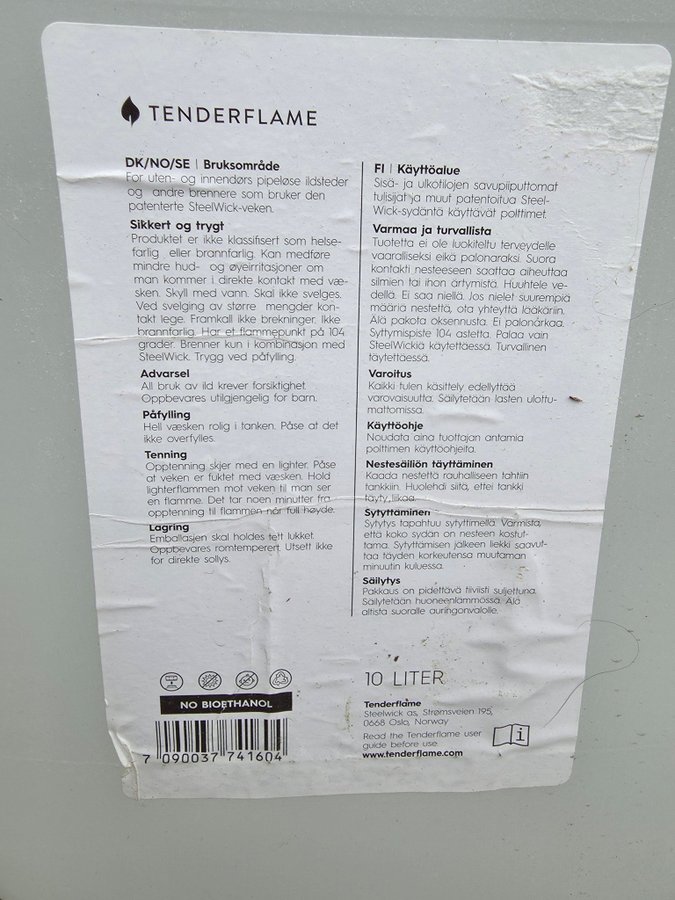 TENDERFLAME
DK/NO/SE | Bruksområde
For uten- og innendørs pipeløse ildsteder
og andre brennere som bruker den
patenterte SteelWick-veken.
Sikkert og trygt
Produktet er ikke klassifisert som helse-
farlig eller brannfarlig. Kan medføre
mindre hud- og øyeirritasjoner om
man kommer i direkte kontakt med væ-
sken. Skyll med vann. Skal ikke svelges.
Ved svelging av større mengder kon-
takt lege. Framkall ikke brekninger. Ikke
brannfarlig. Har et flammepunkt på 104
grader. Brenner kun i kombinasjon med
SteelWick. Trygg ved påfylling.
Advarsel
All bruk av ild krever forsiktighet.
Oppbevares utilgjengelig for barn.
Påfylling
Hell væsken rolig i tanken. Påse at det
ikke overfylles.
Tenning
Opptenning skjer med en lighter. Påse
at veken er fuktet med væsken. Hold
lighterflammen mot veken til man ser
en flamme. Det tar noen minutter fra
opptenning til flammen når full høyde.
Lagring
Emballasjen skal holdes tett lukket.
Oppbevares romtemperert. Utsett ikke
for direkte sollys.
FI | Käyttöalue
Sisä- ja ulkotilojen savupiiputtomat
tulisijat ja muut patentoitua Steel-
Wick-sydäntä käyttävät polttimet.
Varmaa ja turvallista
Tuotetta ei ole luokiteltu terveydelle
vaaralliseksi eikä palonaraksi. Suora
kontakti nesteeseen saattaa aiheuttaa
silmien tai ihon ärtymistä. Huuhtele ve-
dellä. Ei saa niellä. Jos nielet suurempia
määriä nestettä, ota yhteyttä lääkäriin.
Älä pakota oksennusta. Ei palonarkaa.
Syttymispiste 104 astetta. Palaa vain
SteelWickiä käytettäessä. Turvallinen
täytettäessä.
Varoitus
Kaikki tulen käsittely edellyttää
varovaisuutta. Säilytetään lasten ulottu-
mattomissa.
Käyttöohje
Noudata aina tuottajan antamia
polttimen käyttöohjeita.
Nestesäiliön täyttäminen
Kaada nestettä rauhalliseen tahtiin
tankkiin. Huolehdi siitä, ettei tankki
täyty liikaa.
Sytyttäminen
Sytytys tapahtuu sytyttimellä. Varmista,
että koko sydän on nesteen kostut-
tama. Sytyttämisen jälkeen liekki saavut-
taa täyden korkeutensa muutaman
minuutin kuluessa.
Säilytys
Pakkaus on pidettävä tiiviisti suljettuna.
Säilytetään huoneenlämmössä. Älä
altista suoralle auringonvalolle.
NO BIOETHANOL
7 090037 741604
10 LITER
Tenderflame
Steelwick as, Strømsveien 195,
0668 Oslo, Norway
Read the Tenderflame user
guide before use.
www.tenderflame.com